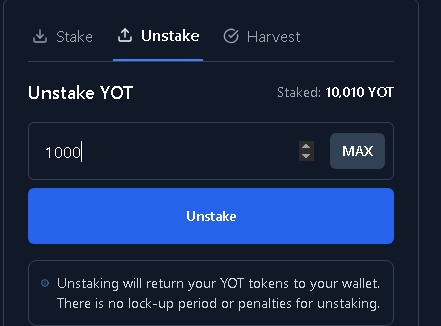 Stake Unstake Harvest
Unstake YOT Staked: 10,010 YOT
1000 MAX
Unstake
Unstaking will return your YOT tokens to your wallet.
There is no lock-up period or penalties for unstaking.